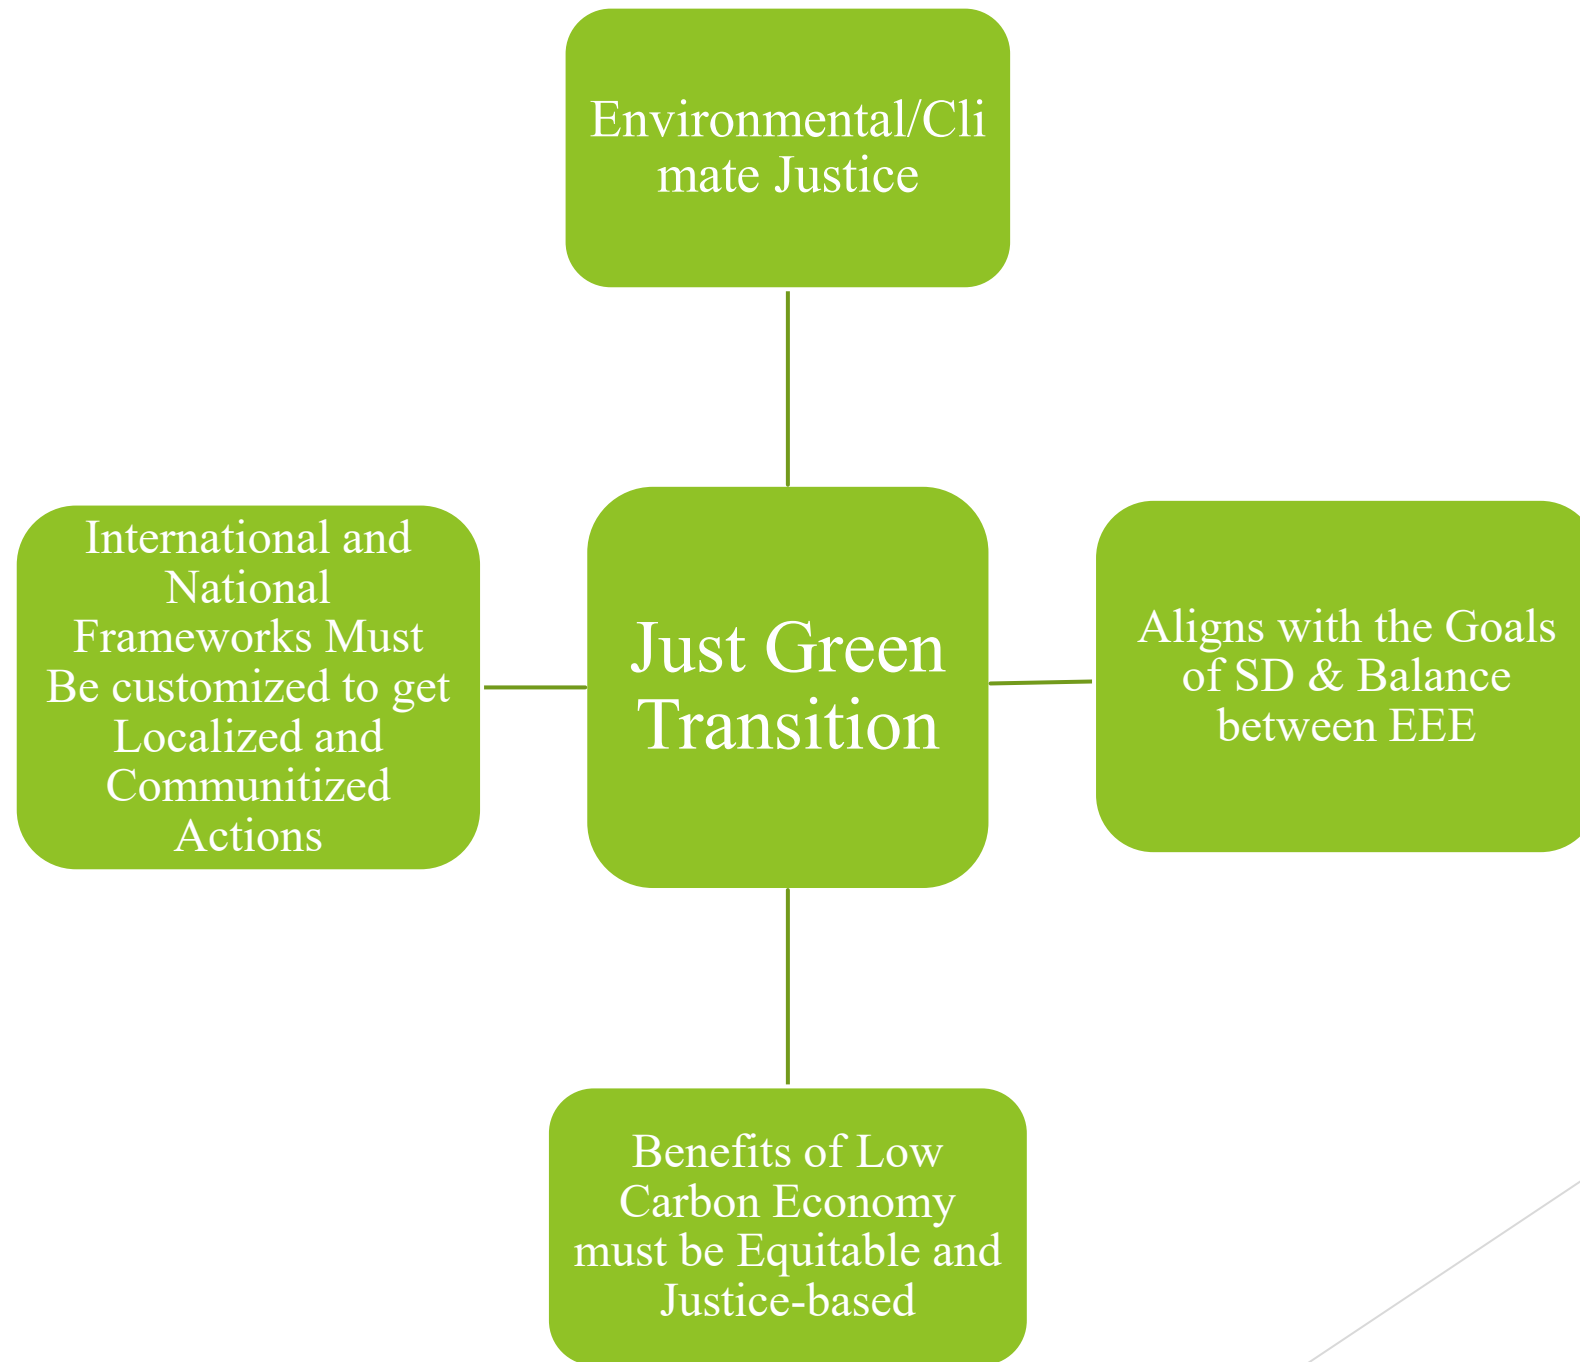 Environmental/Cli
mate Justice
International and
National
Frameworks Must
Be customized to get
Localized and
Communitized
Actions
Just Green
Transition
Aligns with the Goals
of SD & Balance
between EEE
Benefits of Low
Carbon Economy
must be Equitable and
Justice-based